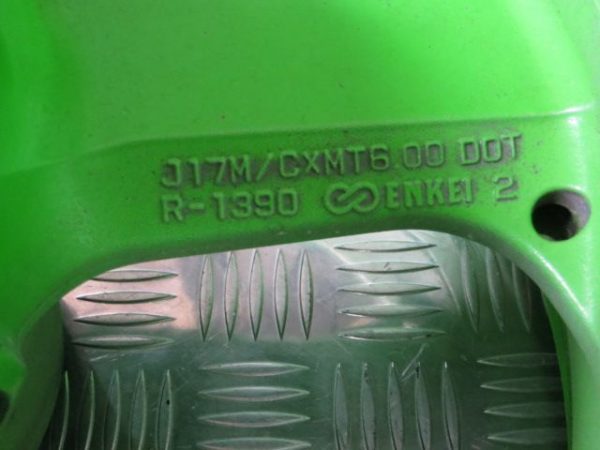 J17M/CXMT6.00 DOT
R-1390 ENKEI 2